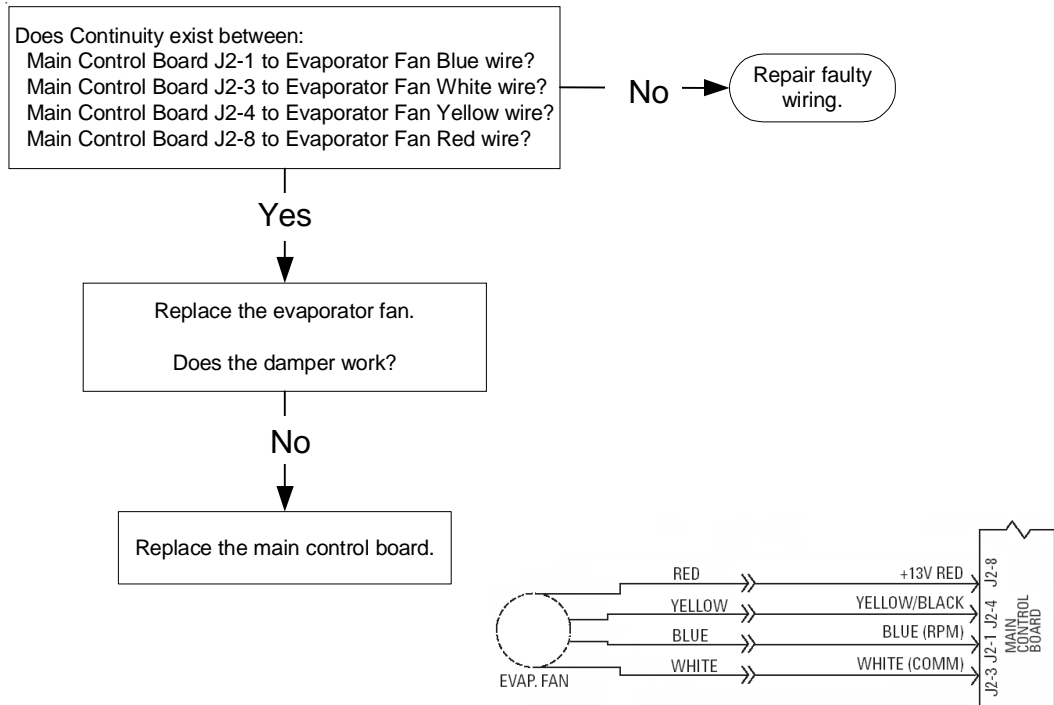 Does Continuity exist between:
Main Control Board J2-1 to Evaporator Fan Blue wire?
Main Control Board J2-3 to Evaporator Fan White wire?
Main Control Board J2-4 to Evaporator Fan Yellow wire?
Main Control Board J2-8 to Evaporator Fan Red wire?
No
Repair faulty
wiring.
Yes
Replace the evaporator fan.
Does the damper work?
No
Replace the main control board.
RED
+13V RED
J2-8
YELLOW
YELLOW/BLACK
J2-4
BLUE
BLUE (RPM)
J2-1
WHITE
WHITE (COMM)
J2-3
MAIN
CONTROL
BOARD
EVAP. FAN